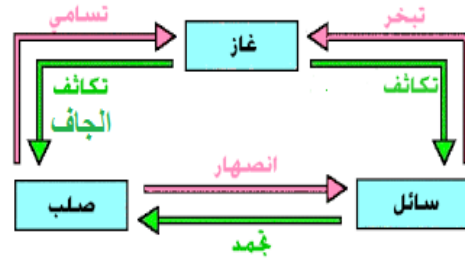 تسامي
تبخر
غاز
تكاثف
الجاف
تكاثف
انصهار
صلب
سائل
تجمد